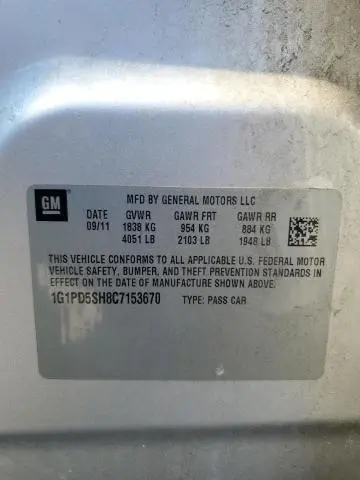 GM
MFD BY GENERAL MOTORS LLC
DATE GVWR GAWR FRT GAWR RR
09/11 1838 KG 954 KG 884 KG
4051 LB 2103 LB 1948 LB
THIS VEHICLE CONFORMS TO ALL APPLICABLE U.S. FEDERAL MOTOR
VEHICLE SAFETY, BUMPER, AND THEFT PREVENTION STANDARDS IN
EFFECT ON THE DATE OF MANUFACTURE SHOWN ABOVE.
1G1PD5SH8C7153670 TYPE: PASS CAR